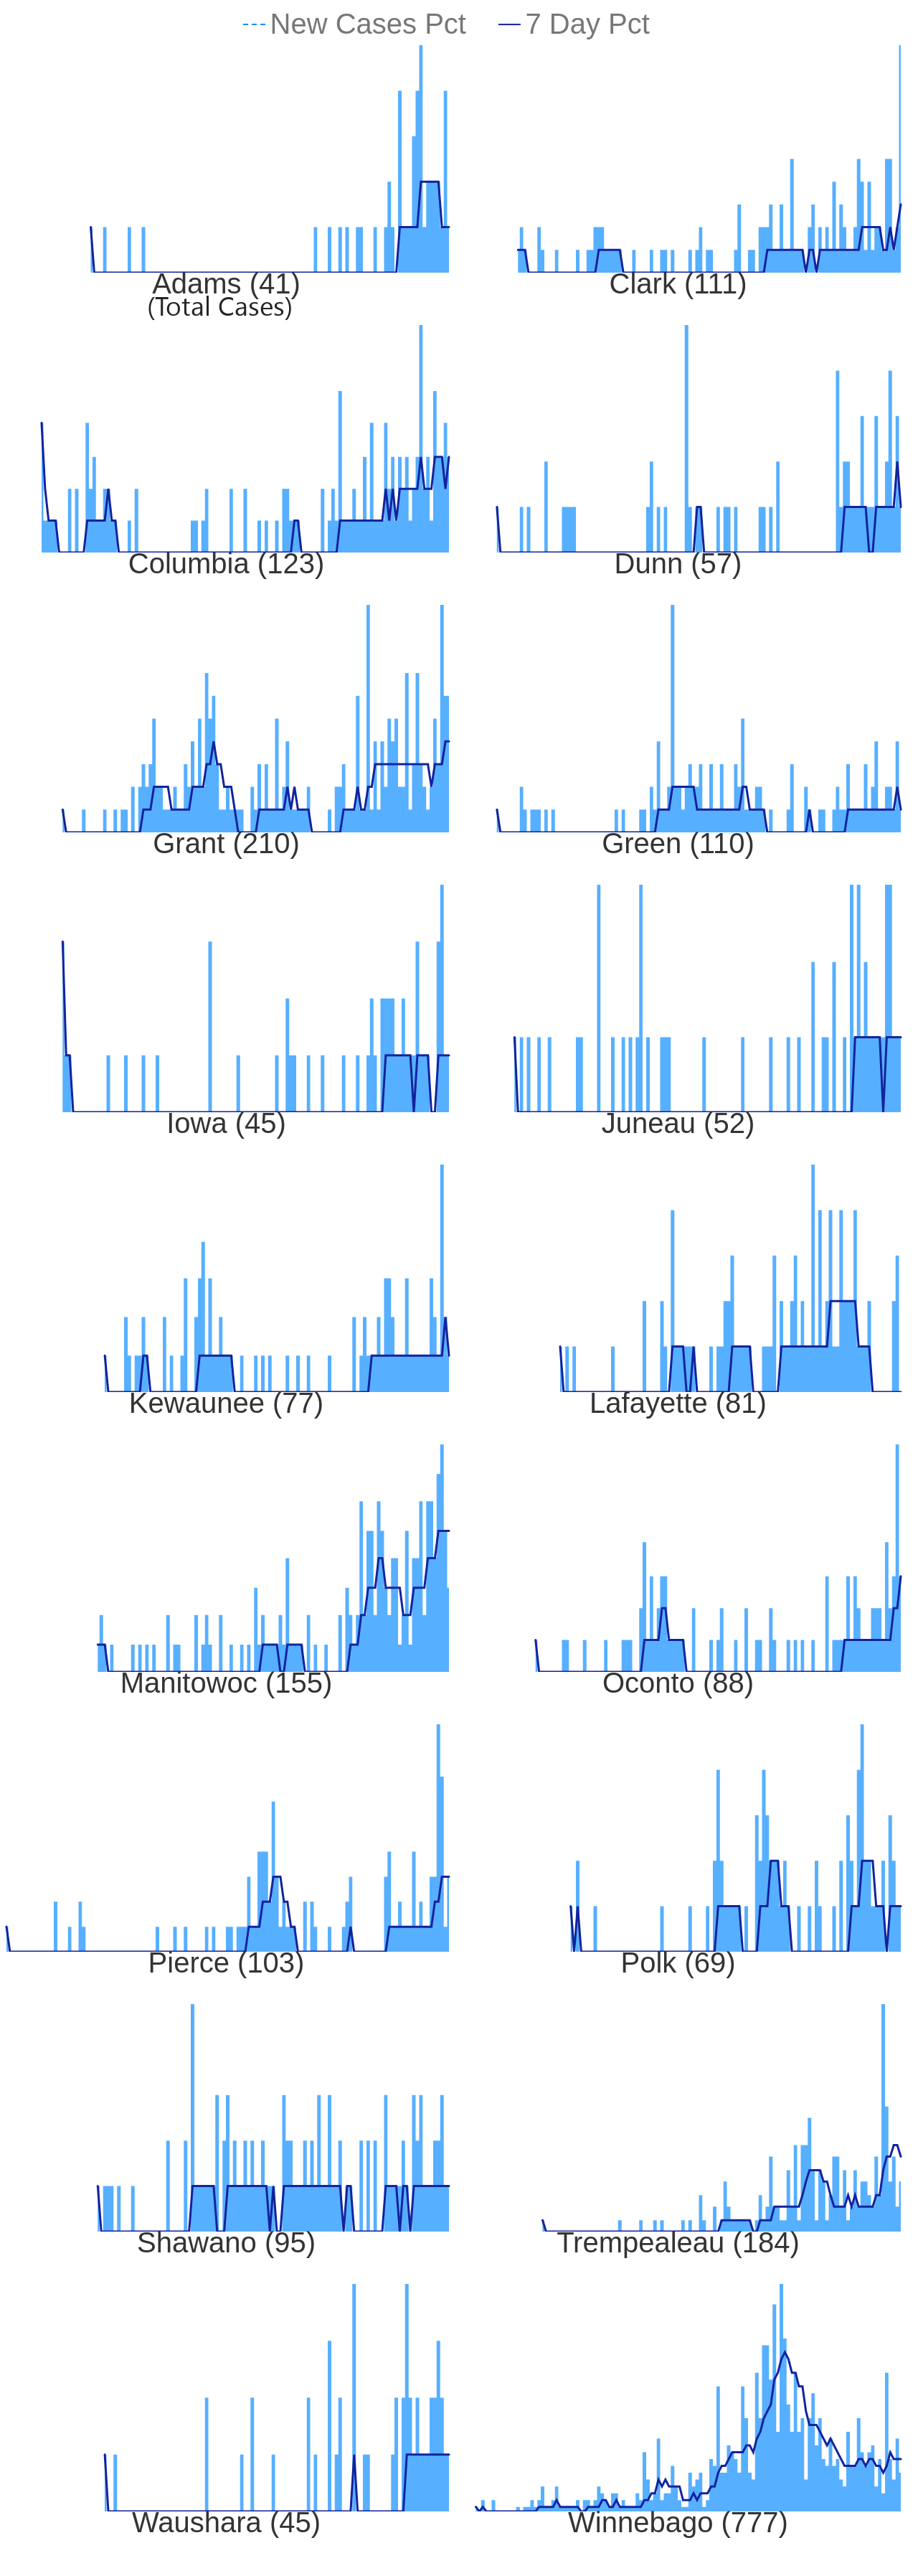 New Cases Pct 7 Day Pct
Adams (41) Clark (111)
(Total Cases)
Columbia (123) Dunn (57)
Grant (210) Green (110)
Iowa (45) Juneau (52)
Kewaunee (77) Lafayette (81)
Manitowoc (155) Oconto (88)
Pierce (103) Polk (69)
Shawano (95) Trempealeau (184)
Waushara (45) Winnebago (777)